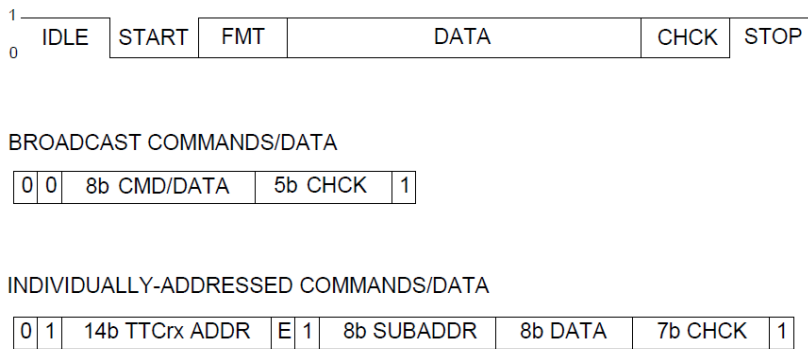 1
IDLE START FMT DATA CHCK STOP
0
BROADCAST COMMANDS/DATA
0 0 8b CMD/DATA 5b CHCK 1
INDIVIDUALLY-ADDRESSED COMMANDS/DATA
0 1 14b TTCrx ADDR E 1 8b SUBADDR 8b DATA 7b CHCK 1